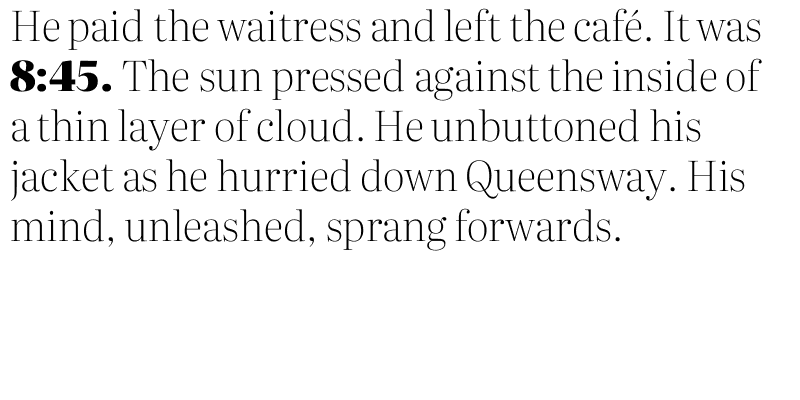 He paid the waitress and left the café. It was
8:45. The sun pressed against the inside of
a thin layer of cloud. He unbuttoned his
jacket as he hurried down Queensway. His
mind, unleashed, sprang forwards.